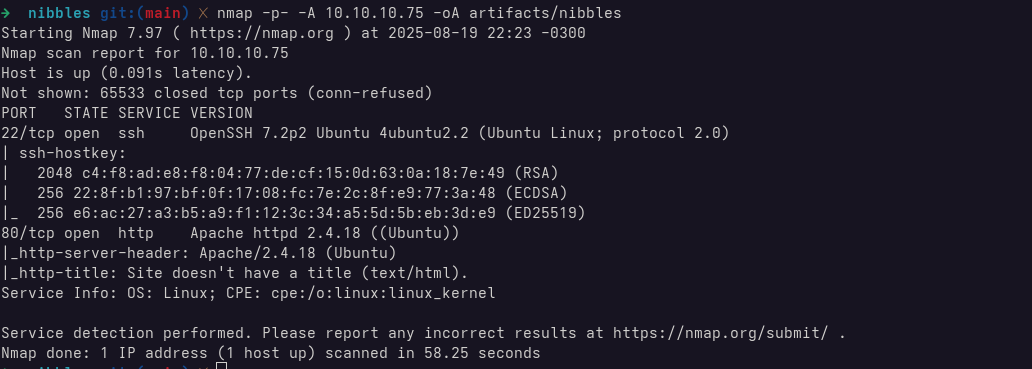 → nibbles git:(main) ✗ nmap -p- -A 10.10.10.75 -oA artifacts/nibbles
Starting Nmap 7.97 ( https://nmap.org ) at 2025-08-19 22:23 -0300
Nmap scan report for 10.10.10.75
Host is up (0.091s latency).
Not shown: 65533 closed tcp ports (conn-refused)
PORT   STATE SERVICE VERSION
22/tcp open  ssh     OpenSSH 7.2p2 Ubuntu 4ubuntu2.2 (Ubuntu Linux; protocol 2.0)
| ssh-hostkey:
|   2048 c4:f8:ad:e8:f8:04:77:de:cf:15:0d:63:0a:18:7e:49 (RSA)
|   256 22:8f:b1:97:bf:0f:17:08:fc:7e:2c:8f:e9:77:3a:48 (ECDSA)
|_  256 e6:ac:27:a3:b5:a9:f1:12:3c:34:a5:5d:5b:eb:3d:e9 (ED25519)
80/tcp open  http    Apache httpd 2.4.18 ((Ubuntu))
|_http-server-header: Apache/2.4.18 (Ubuntu)
|_http-title: Site doesn't have a title (text/html).
Service Info: OS: Linux; CPE: cpe:/o:linux:linux_kernel
Service detection performed. Please report any incorrect results at https://nmap.org/submit/ .
Nmap done: 1 IP address (1 host up) scanned in 58.25 seconds